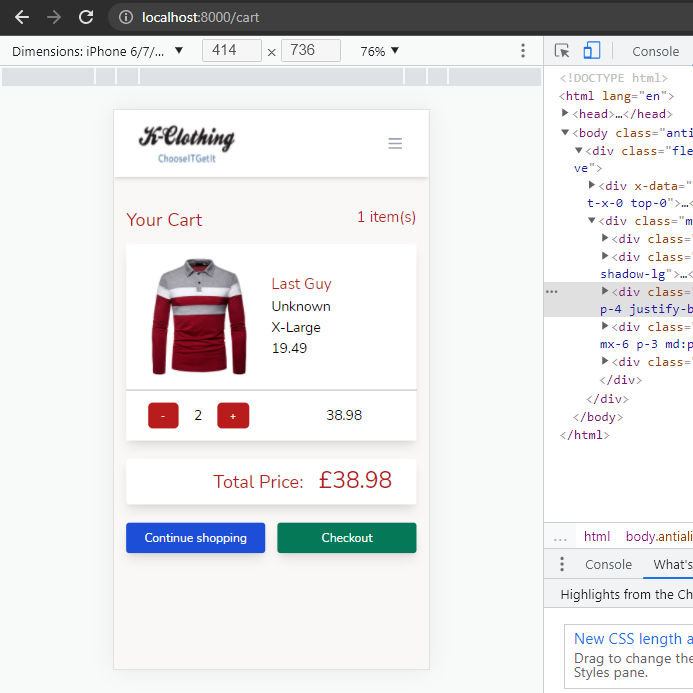 localhost:8000/cart
Dimensions: iPhone 6/7/... ▼ 414 × 736 76% ▼
Console
K-Clothing
ChooseITGetIt
Your Cart
1 item(s)
Last Guy
Unknown
X-Large
19.49
- 2 + 38.98
Total Price: £38.98
Continue shopping
Checkout
<!DOCTYPE html>
<html lang="en">
▶<head>…</head>
▼<body class="anti
▼<div class="fle
ve">
▶<div x-data="
t-x-0 top-0">…
▼<div class="m
▶<div class=
▶<div class=
shadow-lg">…<
… ▶<div class=
p-4 justify-b
▶<div class=
mx-6 p-3 md:p
▶<div class=
</div>
</div>
</body>
</html>
… html body.antiali
Console What's
Highlights from the Ch
New CSS length a
Drag to change the
Styles pane.